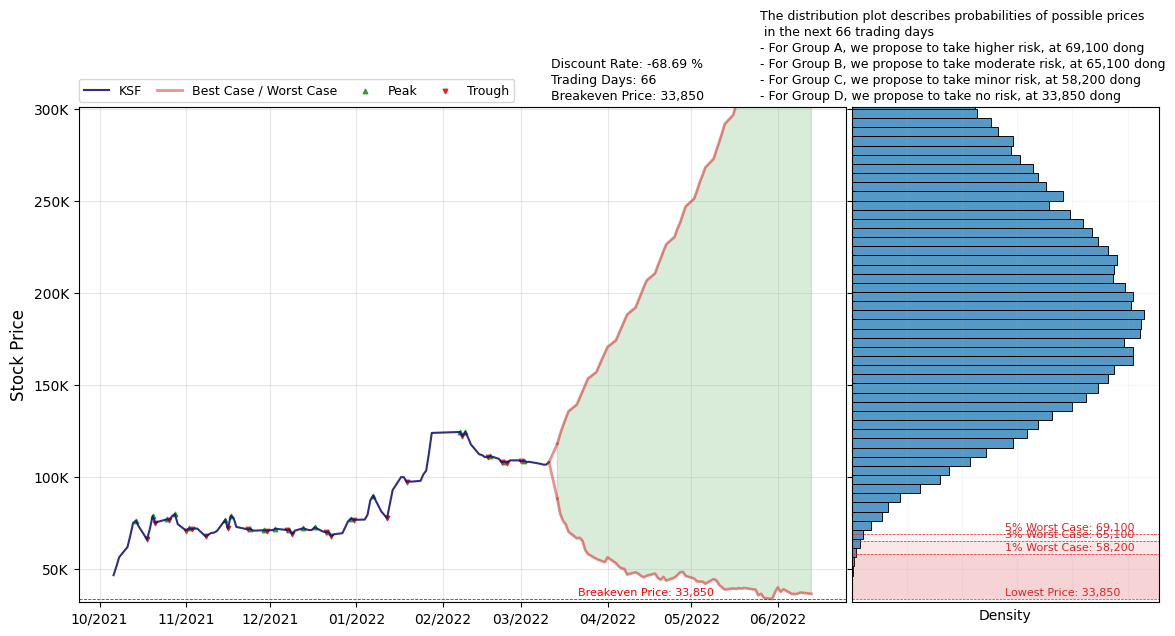 The distribution plot describes probabilities of possible prices
in the next 66 trading days
- For Group A, we propose to take higher risk, at 69,100 dong
- For Group B, we propose to take moderate risk, at 65,100 dong
- For Group C, we propose to take minor risk, at 58,200 dong
- For Group D, we propose to take no risk, at 33,850 dong
Discount Rate: -68.69 %
Trading Days: 66
Breakeven Price: 33,850
KSF
Best Case / Worst Case
Peak
Trough
Stock Price
300K
250K
200K
150K
100K
50K
Breakeven Price: 33,850
10/2021
11/2021
12/2021
01/2022
02/2022
03/2022
04/2022
05/2022
06/2022
5% Worst Case: 69,100
3% Worst Case: 65,100
1% Worst Case: 58,200
Lowest Price: 33,850
Density